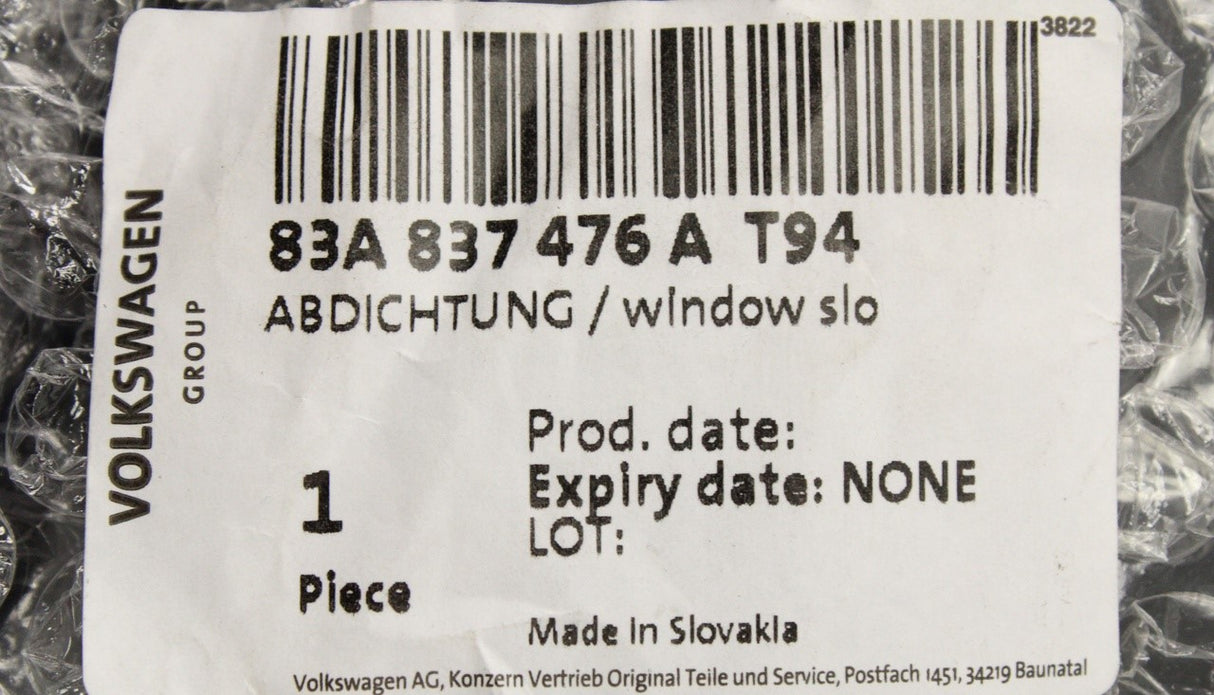 3822
83A 837 476 A T94
ABDICHTUNG / window slo
VOLKSWAGEN
GROUP
Prod. date:
Expiry date: NONE
LOT:
1
Piece
Made In Slovakia
Volkswagen AG, Konzern Vertrieb Original Teile und Service, Postfach 1451, 34219 Baunatal